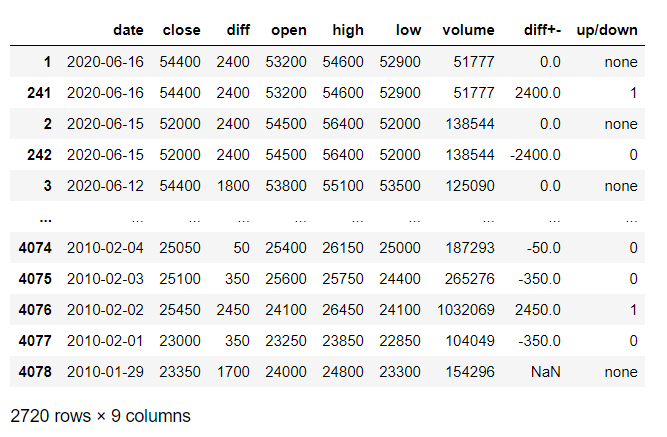 date close diff open high low volume diff+- up/down
1 2020-06-16 54400 2400 53200 54600 52900 51777 0.0 none
241 2020-06-16 54400 2400 53200 54600 52900 51777 2400.0 1
2 2020-06-15 52000 2400 54500 56400 52000 138544 0.0 none
242 2020-06-15 52000 2400 54500 56400 52000 138544 -2400.0 0
3 2020-06-12 54400 1800 53800 55100 53500 125090 0.0 none
... ... ... ... ... ... ... ... ... ...
4074 2010-02-04 25050 50 25400 26150 25000 187293 -50.0 0
4075 2010-02-03 25100 350 25600 25750 24400 265276 -350.0 0
4076 2010-02-02 25450 2450 24100 26450 24100 1032069 2450.0 1
4077 2010-02-01 23000 350 23250 23850 22850 104049 -350.0 0
4078 2010-01-29 23350 1700 24000 24800 23300 154296 NaN none
2720 rows × 9 columns